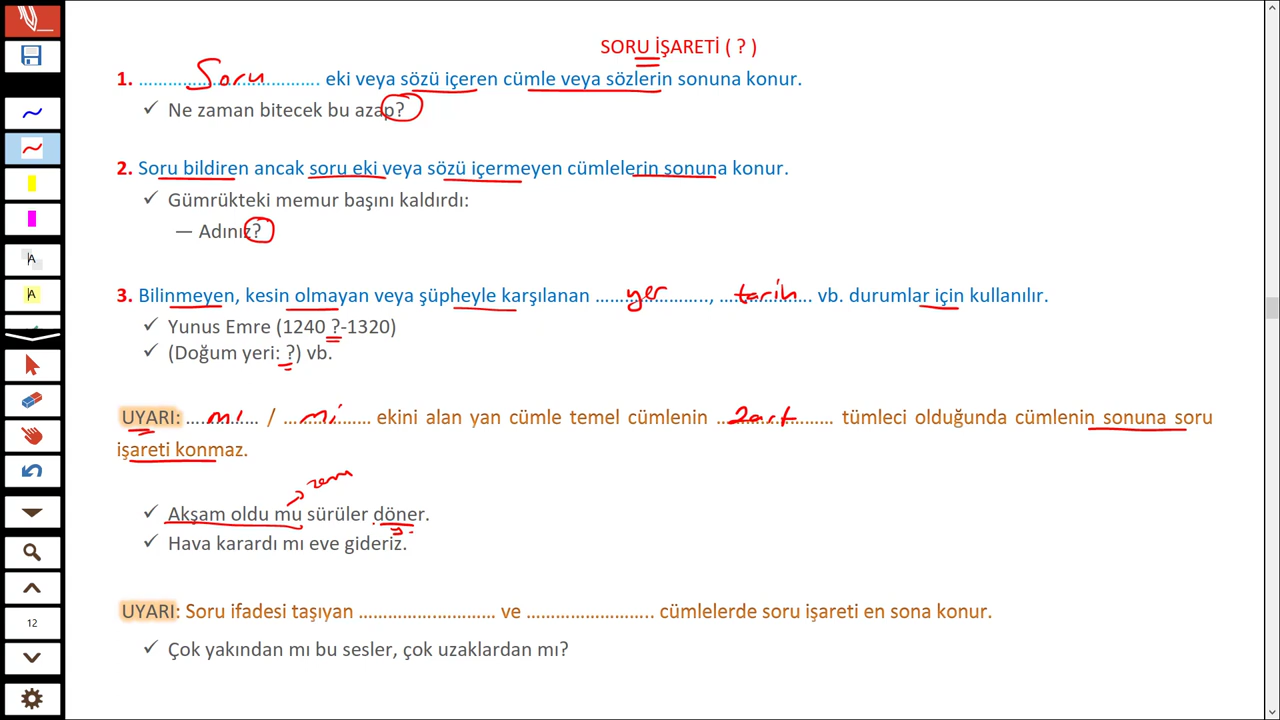 SORU İŞARETİ ( ? )
1. ........ Soru ........ eki veya sözü içeren cümle veya sözlerin sonuna konur.
✓ Ne zaman bitecek bu azap?
2. Soru bildiren ancak soru eki veya sözü içermeyen cümlelerin sonuna konur.
✓ Gümrükteki memur başını kaldırdı:
— Adınız?
3. Bilinmeyen, kesin olmayan veya şüpheyle karşılanan ...... yer ......, ... tarih ... vb. durumlar için kullanılır.
✓ Yunus Emre (1240 ?-1320)
✓ (Doğum yeri: ?) vb.
UYARI: ... mı ... / ... mi ... ekini alan yan cümle temel cümlenin ... zarf ... tümleci olduğunda cümlenin sonuna soru
işareti konmaz.
✓ Akşam oldu mu sürüler döner.
✓ Hava karardı mı eve gideriz.
UYARI: Soru ifadesi taşıyan ........................ ve ........................ cümlelerde soru işareti en sona konur.
✓ Çok yakından mı bu sesler, çok uzaklardan mı?
A
A
12